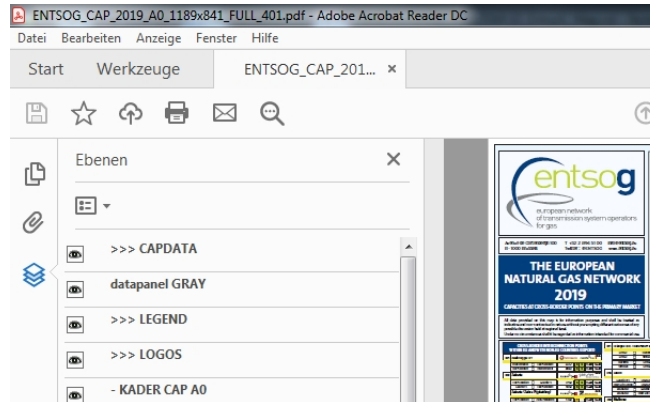 ENTSOG_CAP_2019_A0_1189x841_FULL_401.pdf - Adobe Acrobat Reader DC
Datei Bearbeiten Anzeige Fenster Hilfe
Start Werkzeuge ENTSOG_CAP_201... ×
Ebenen
>>> CAPDATA
datapanel GRAY
>>> LEGEND
>>> LOGOS
- KADER CAP A0
entsog
european network
of transmission system operators
for gas
THE EUROPEAN
NATURAL GAS NETWORK
2019
CAPACITIES AT CROSS-BORDER POINTS ON THE PRIMARY MARKET